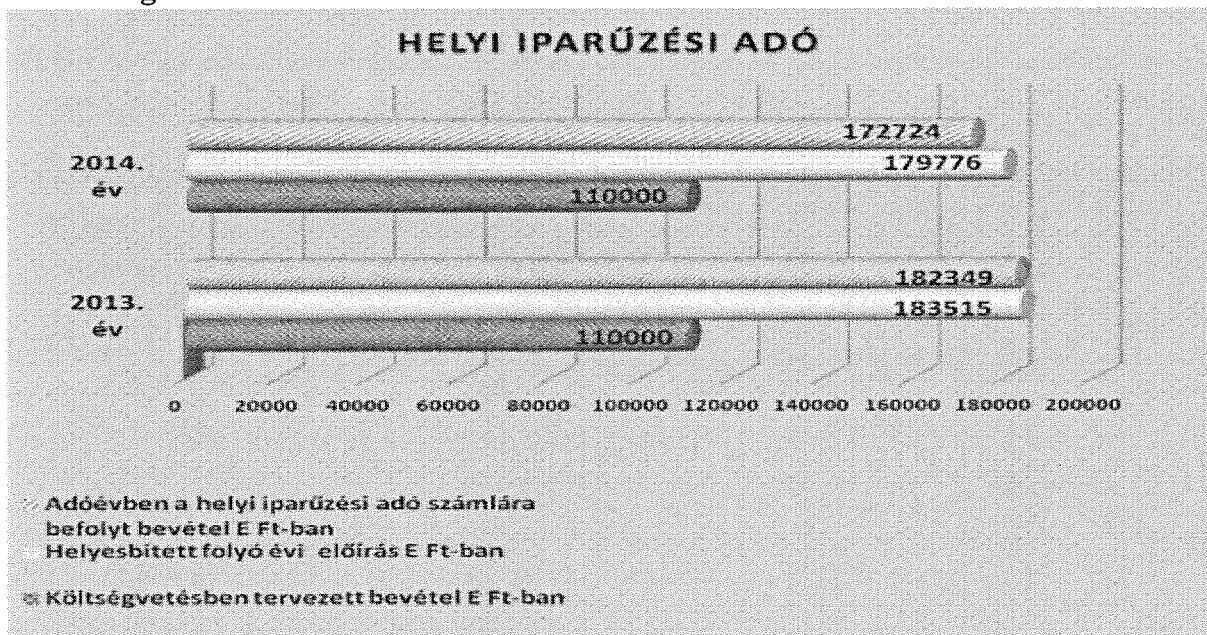 HELYI IPARŰZÉSI ADÓ
172724
2014.
év
179776
110000
182349
2013.
év
183515
110000
0 20000 40000 60000 80000 100000 120000 140000 160000 180000 200000
Adóévben a helyi iparűzési adó számlára
befolyt bevétel E Ft-ban
Helyesbített folyó évi előírás E Ft-ban
Költségvetésben tervezett bevétel E Ft-ban